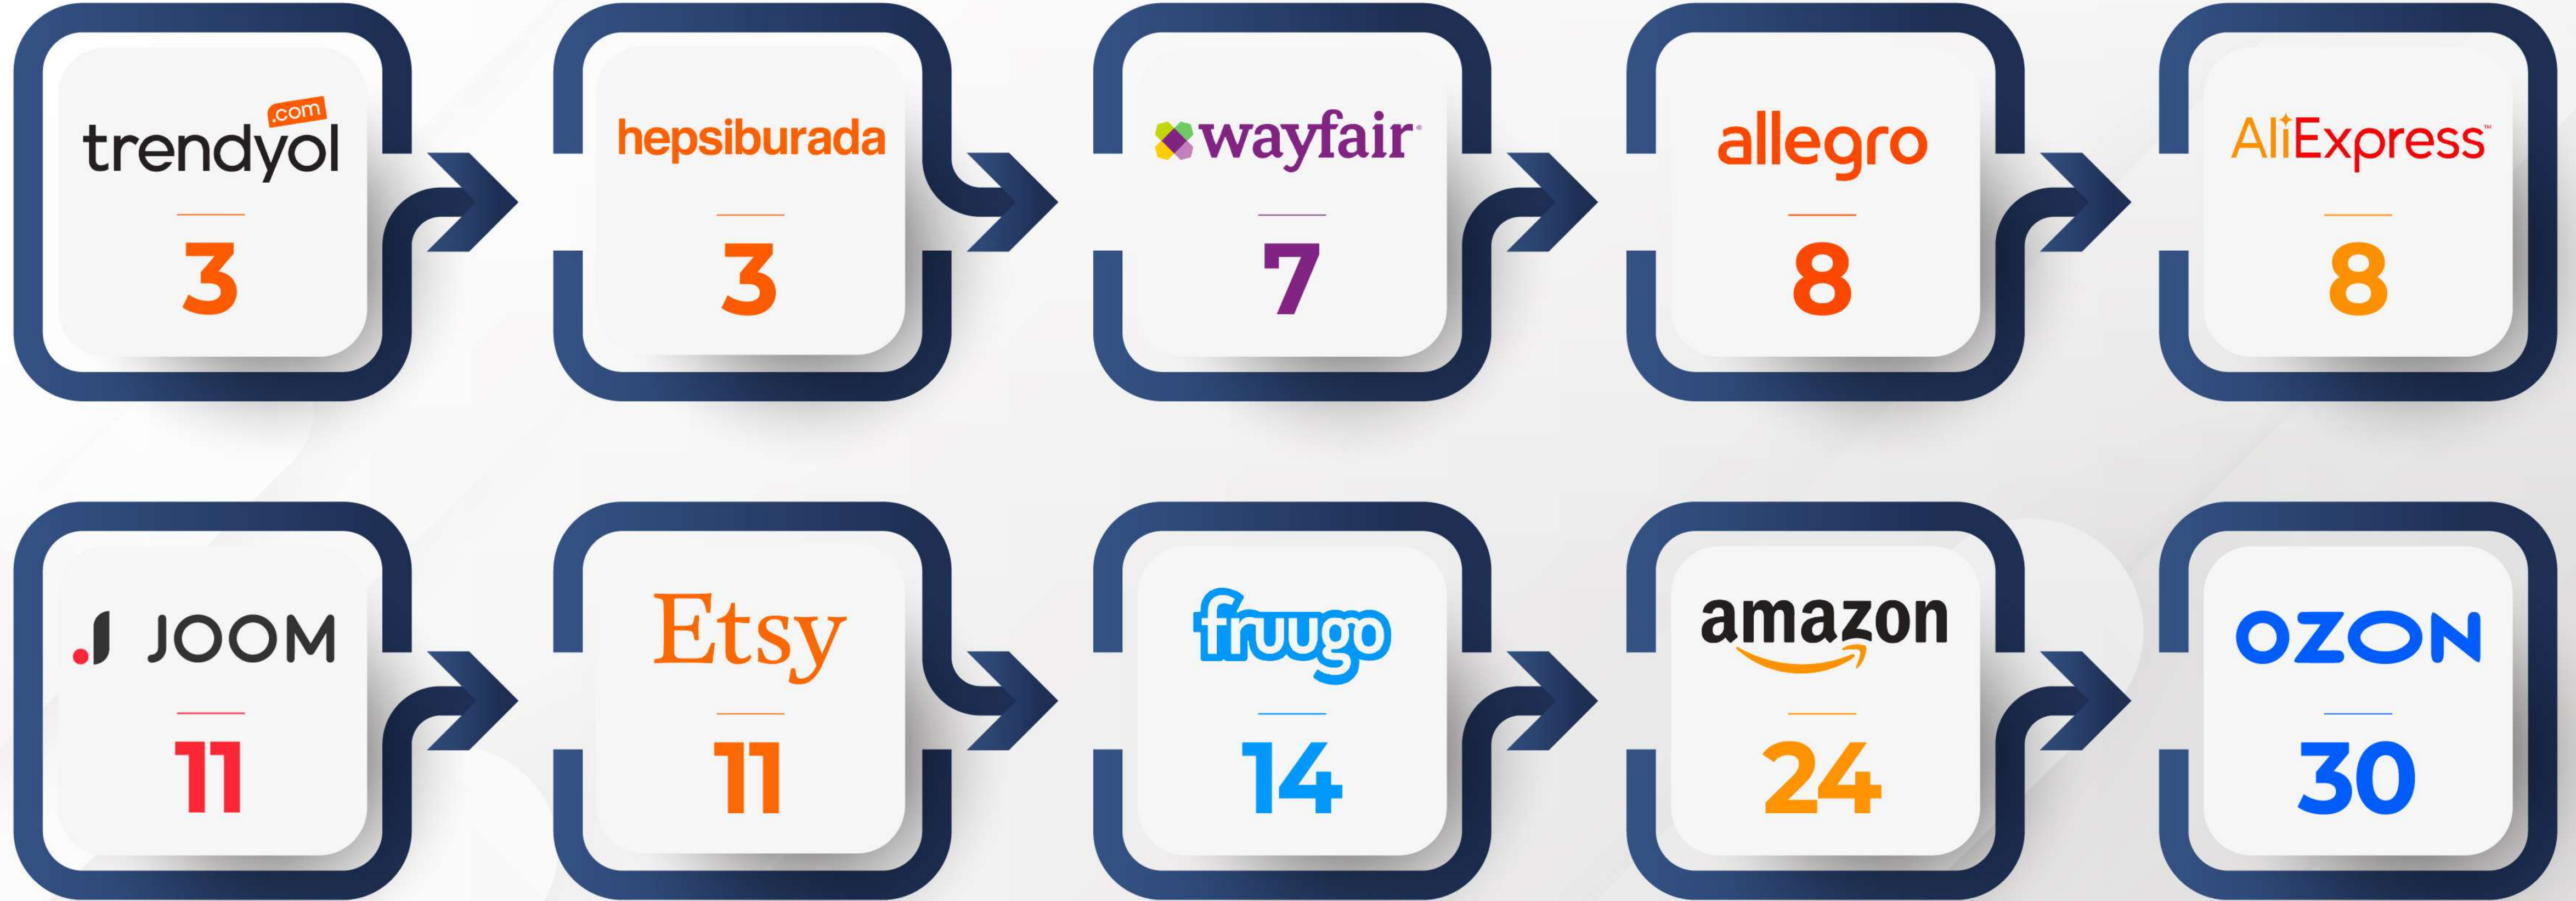 trendyol.com
3
hepsiburada
3
wayfair
7
allegro
8
AliExpress™
8
JOOM
11
Etsy
11
fruugo
14
amazon
24
OZON
30